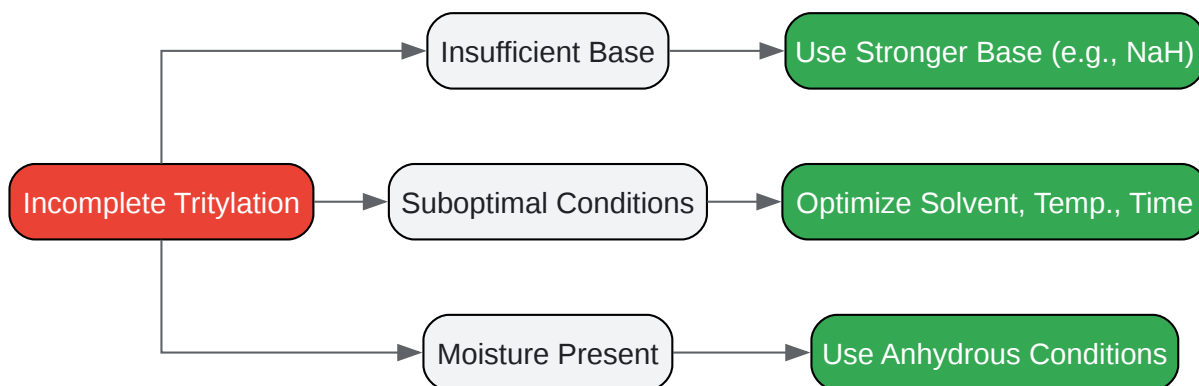 Insufficient Base
Use Stronger Base (e.g., NaH)
Incomplete Tritylation
Suboptimal Conditions
Optimize Solvent, Temp., Time
Moisture Present
Use Anhydrous Conditions